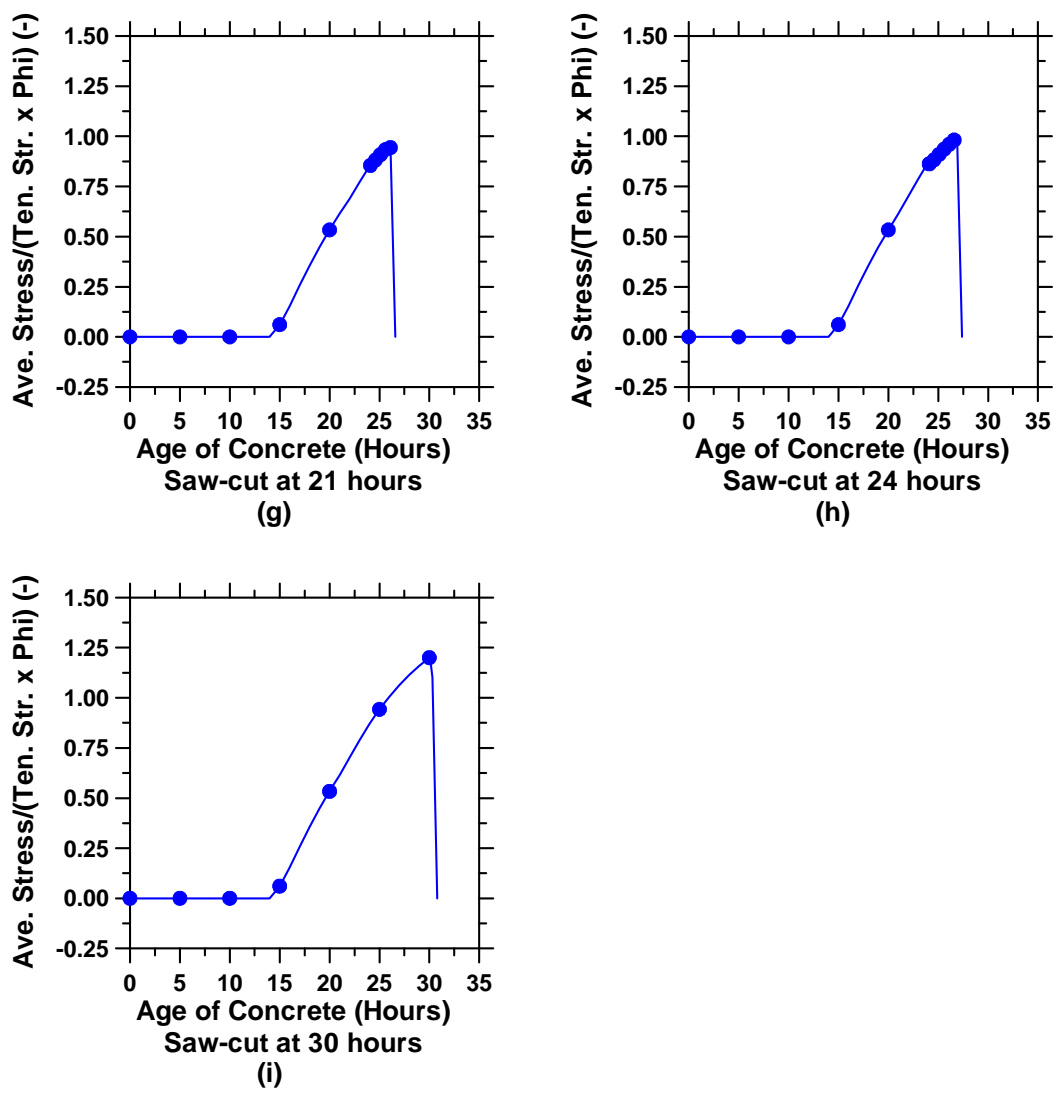 Ave. Stress/(Ten. Str. x Phi) (-)
1.50
1.25
1.00
0.75
0.50
0.25
0.00
-0.25
0 5 10 15 20 25 30 35
Age of Concrete (Hours)
Saw-cut at 21 hours
(g)
Ave. Stress/(Ten. Str. x Phi) (-)
1.50
1.25
1.00
0.75
0.50
0.25
0.00
-0.25
0 5 10 15 20 25 30 35
Age of Concrete (Hours)
Saw-cut at 24 hours
(h)
Ave. Stress/(Ten. Str. x Phi) (-)
1.50
1.25
1.00
0.75
0.50
0.25
0.00
-0.25
0 5 10 15 20 25 30 35
Age of Concrete (Hours)
Saw-cut at 30 hours
(i)